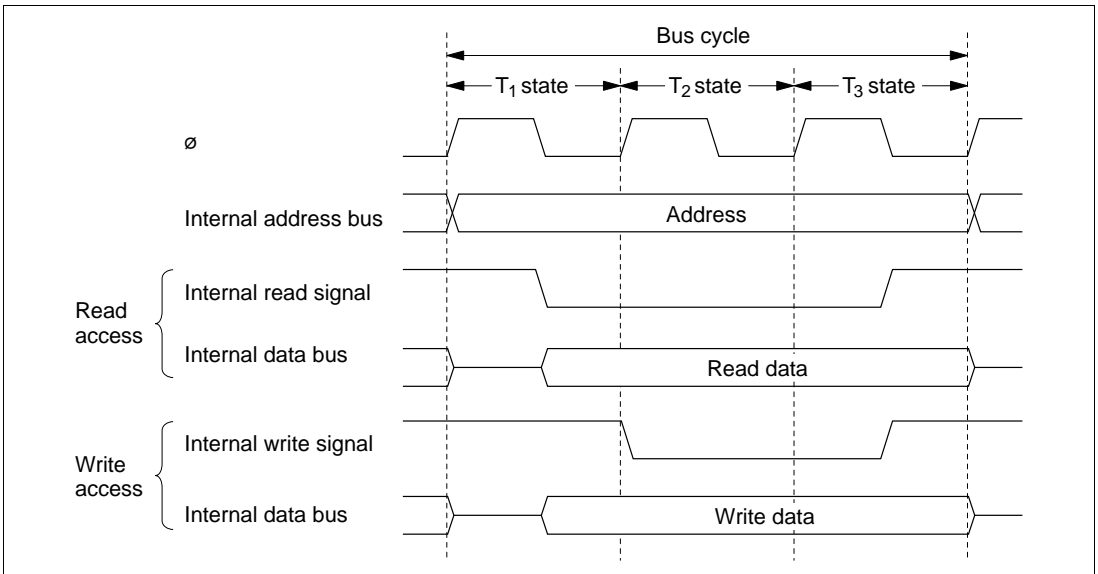 Bus cycle
T₁ state T₂ state T₃ state
ø
Internal address bus Address
Read
access
Internal read signal
Internal data bus Read data
Write
access
Internal write signal
Internal data bus Write data